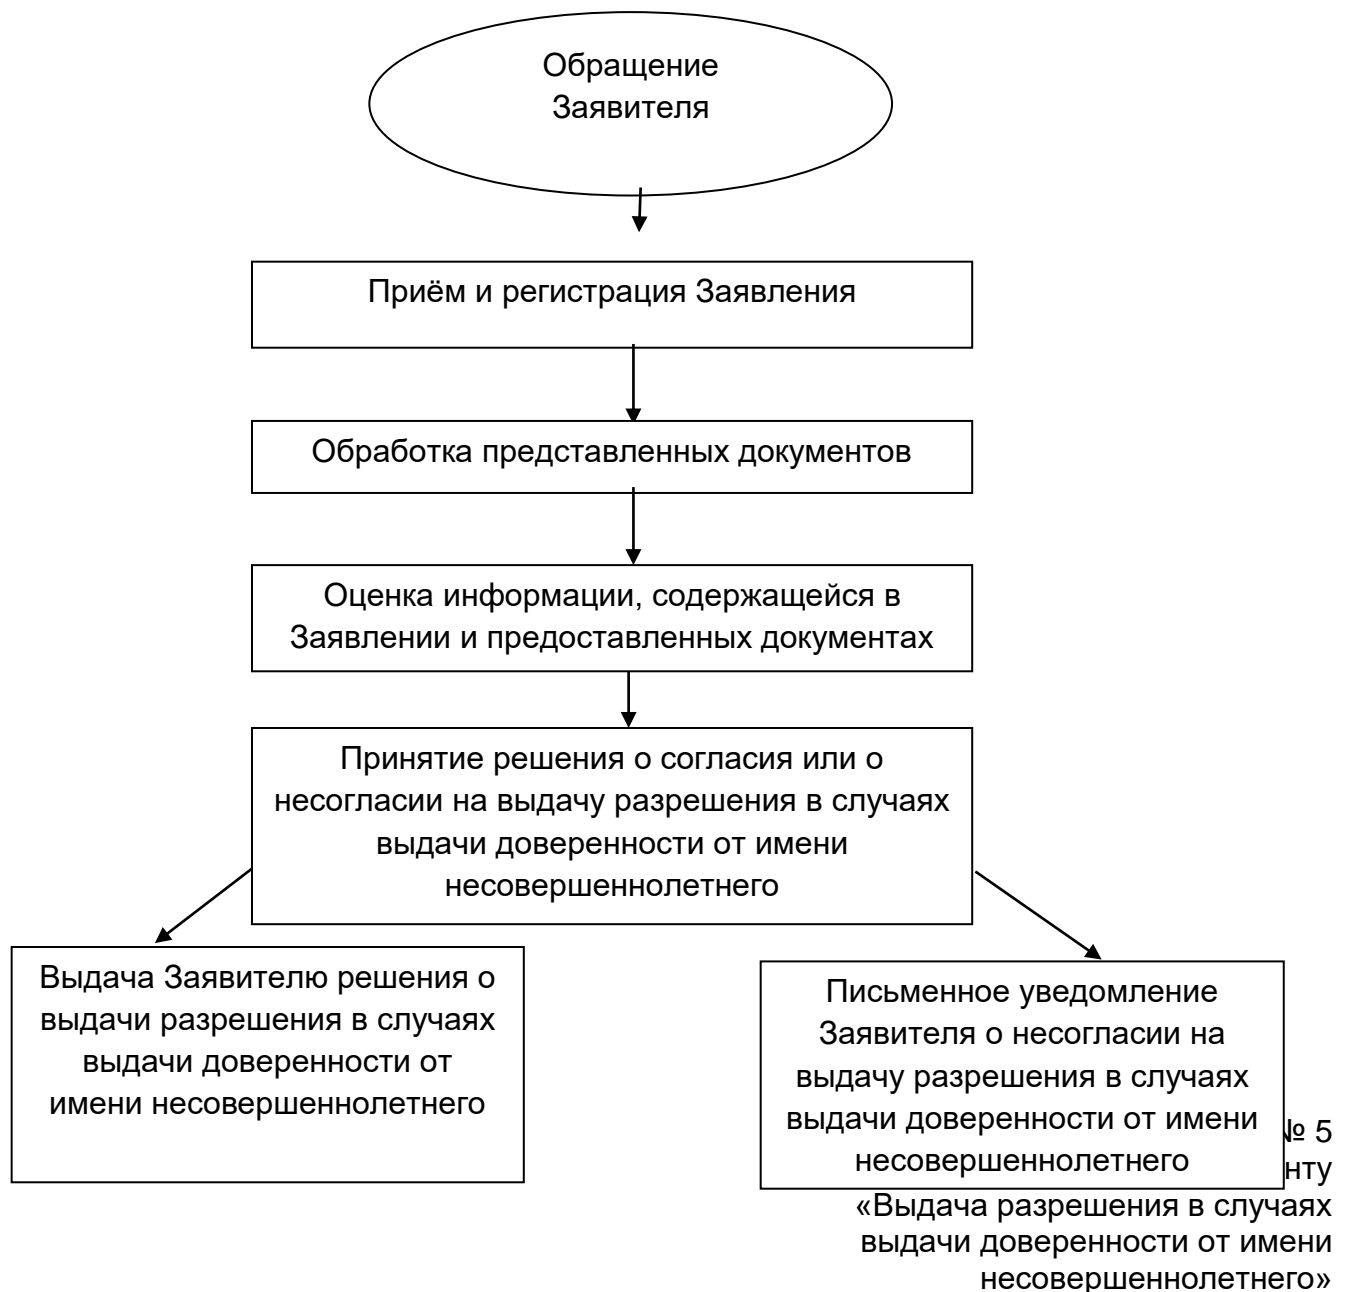 Обращение
Заявителя
Приём и регистрация Заявления
Обработка представленных документов
Оценка информации, содержащейся в
Заявлении и предоставленных документах
Принятие решения о согласия или о
несогласии на выдачу разрешения в случаях
выдачи доверенности от имени
несовершеннолетнего
Выдача Заявителю решения о
выдачи разрешения в случаях
выдачи доверенности от
имени несовершеннолетнего
Письменное уведомление
Заявителя о несогласии на
выдачу разрешения в случаях
выдачи доверенности от имени
несовершеннолетнего
№ 5
нту
«Выдача разрешения в случаях
выдачи доверенности от имени
несовершеннолетнего»